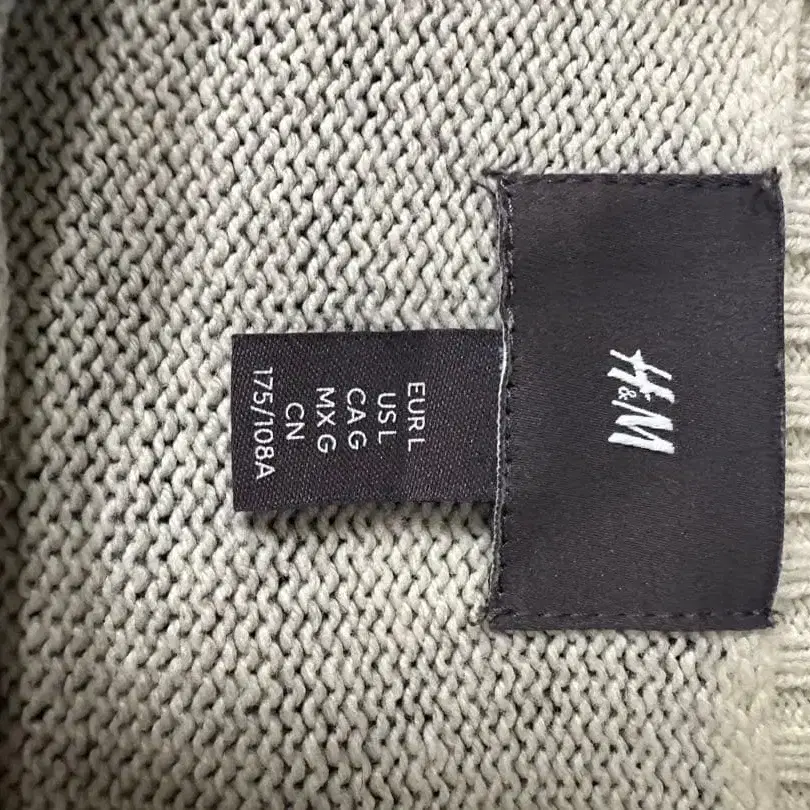 H&M
EUR L
US L
CA G
MX G
CN
175/108A